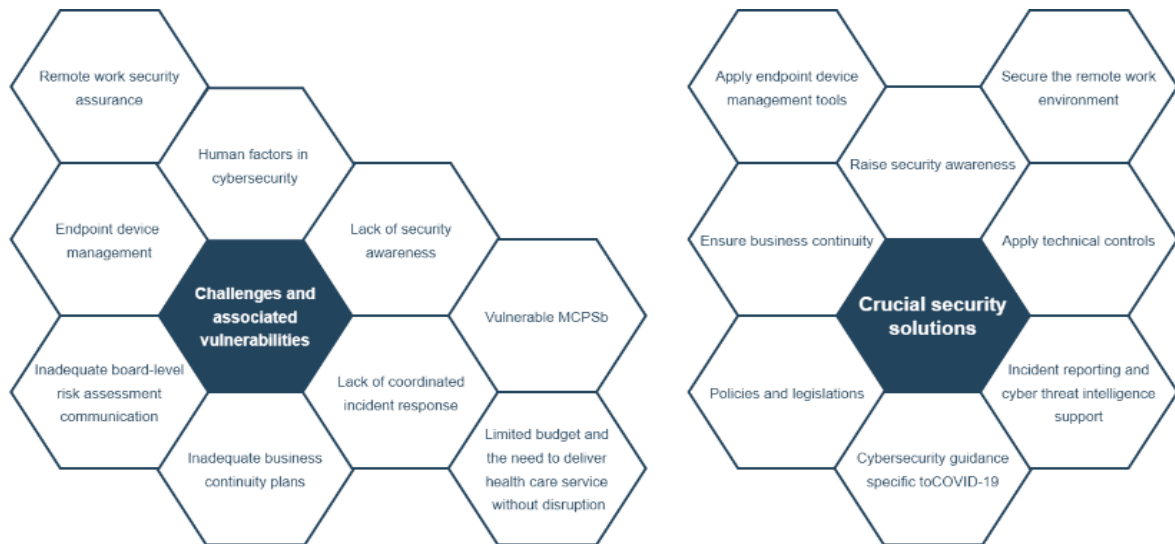 Remote work security
assurance
Human factors in
cybersecurity
Endpoint device
management
Lack of security
awareness
Challenges and
associated
vulnerabilities
Vulnerable MCPSb
Inadequate board-level
risk assessment
communication
Lack of coordinated
incident response
Inadequate business
continuity plans
Limited budget and
the need to deliver
health care service
without disruption
Apply endpoint device
management tools
Secure the remote work
environment
Raise security awareness
Ensure business continuity
Apply technical controls
Crucial security
solutions
Policies and legislations
Incident reporting and
cyber threat intelligence
support
Cybersecurity guidance
specific toCOVID-19